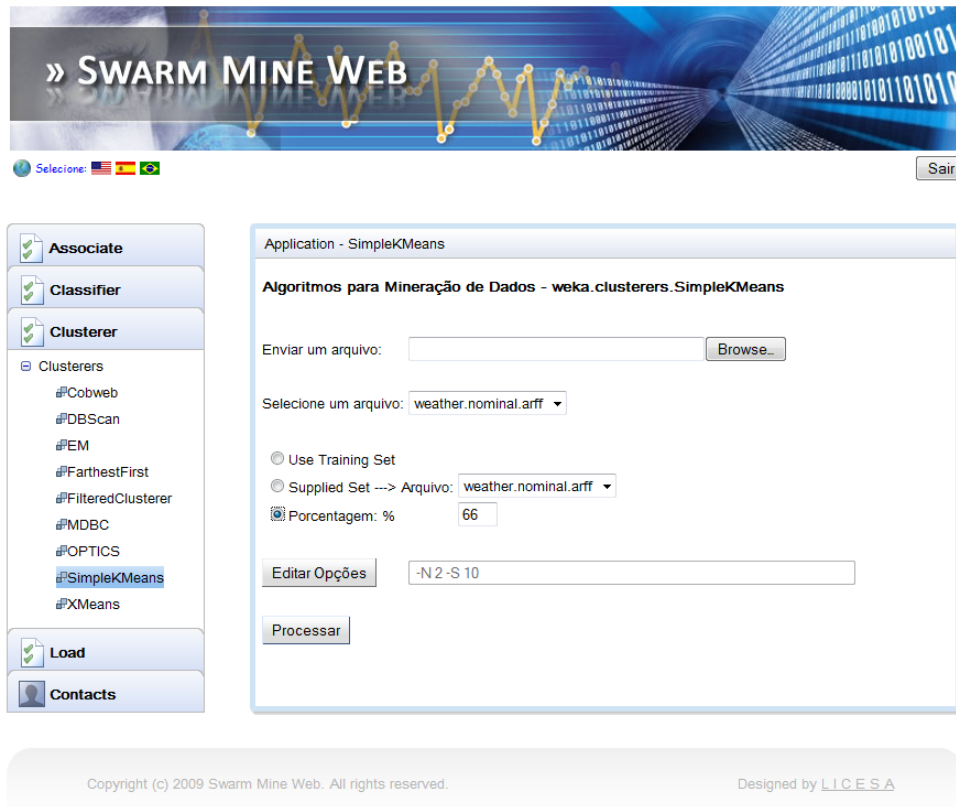 » SWARM MINE WEB
Selecione:
Sair
Associate
Classifier
Clusterer
Clusterers
Cobweb
DBScan
EM
FarthestFirst
FilteredClusterer
MDBC
OPTICS
SimpleKMeans
XMeans
Load
Contacts
Application - SimpleKMeans
Algoritmos para Mineração de Dados - weka.clusterers.SimpleKMeans
Enviar um arquivo: Browse...
Selecione um arquivo: weather.nominal.arff
Use Training Set
Supplied Set ---> Arquivo: weather.nominal.arff
Porcentagem: % 66
Editar Opções -N 2 -S 10
Processar
Copyright (c) 2009 Swarm Mine Web. All rights reserved.
Designed by L I C E S A